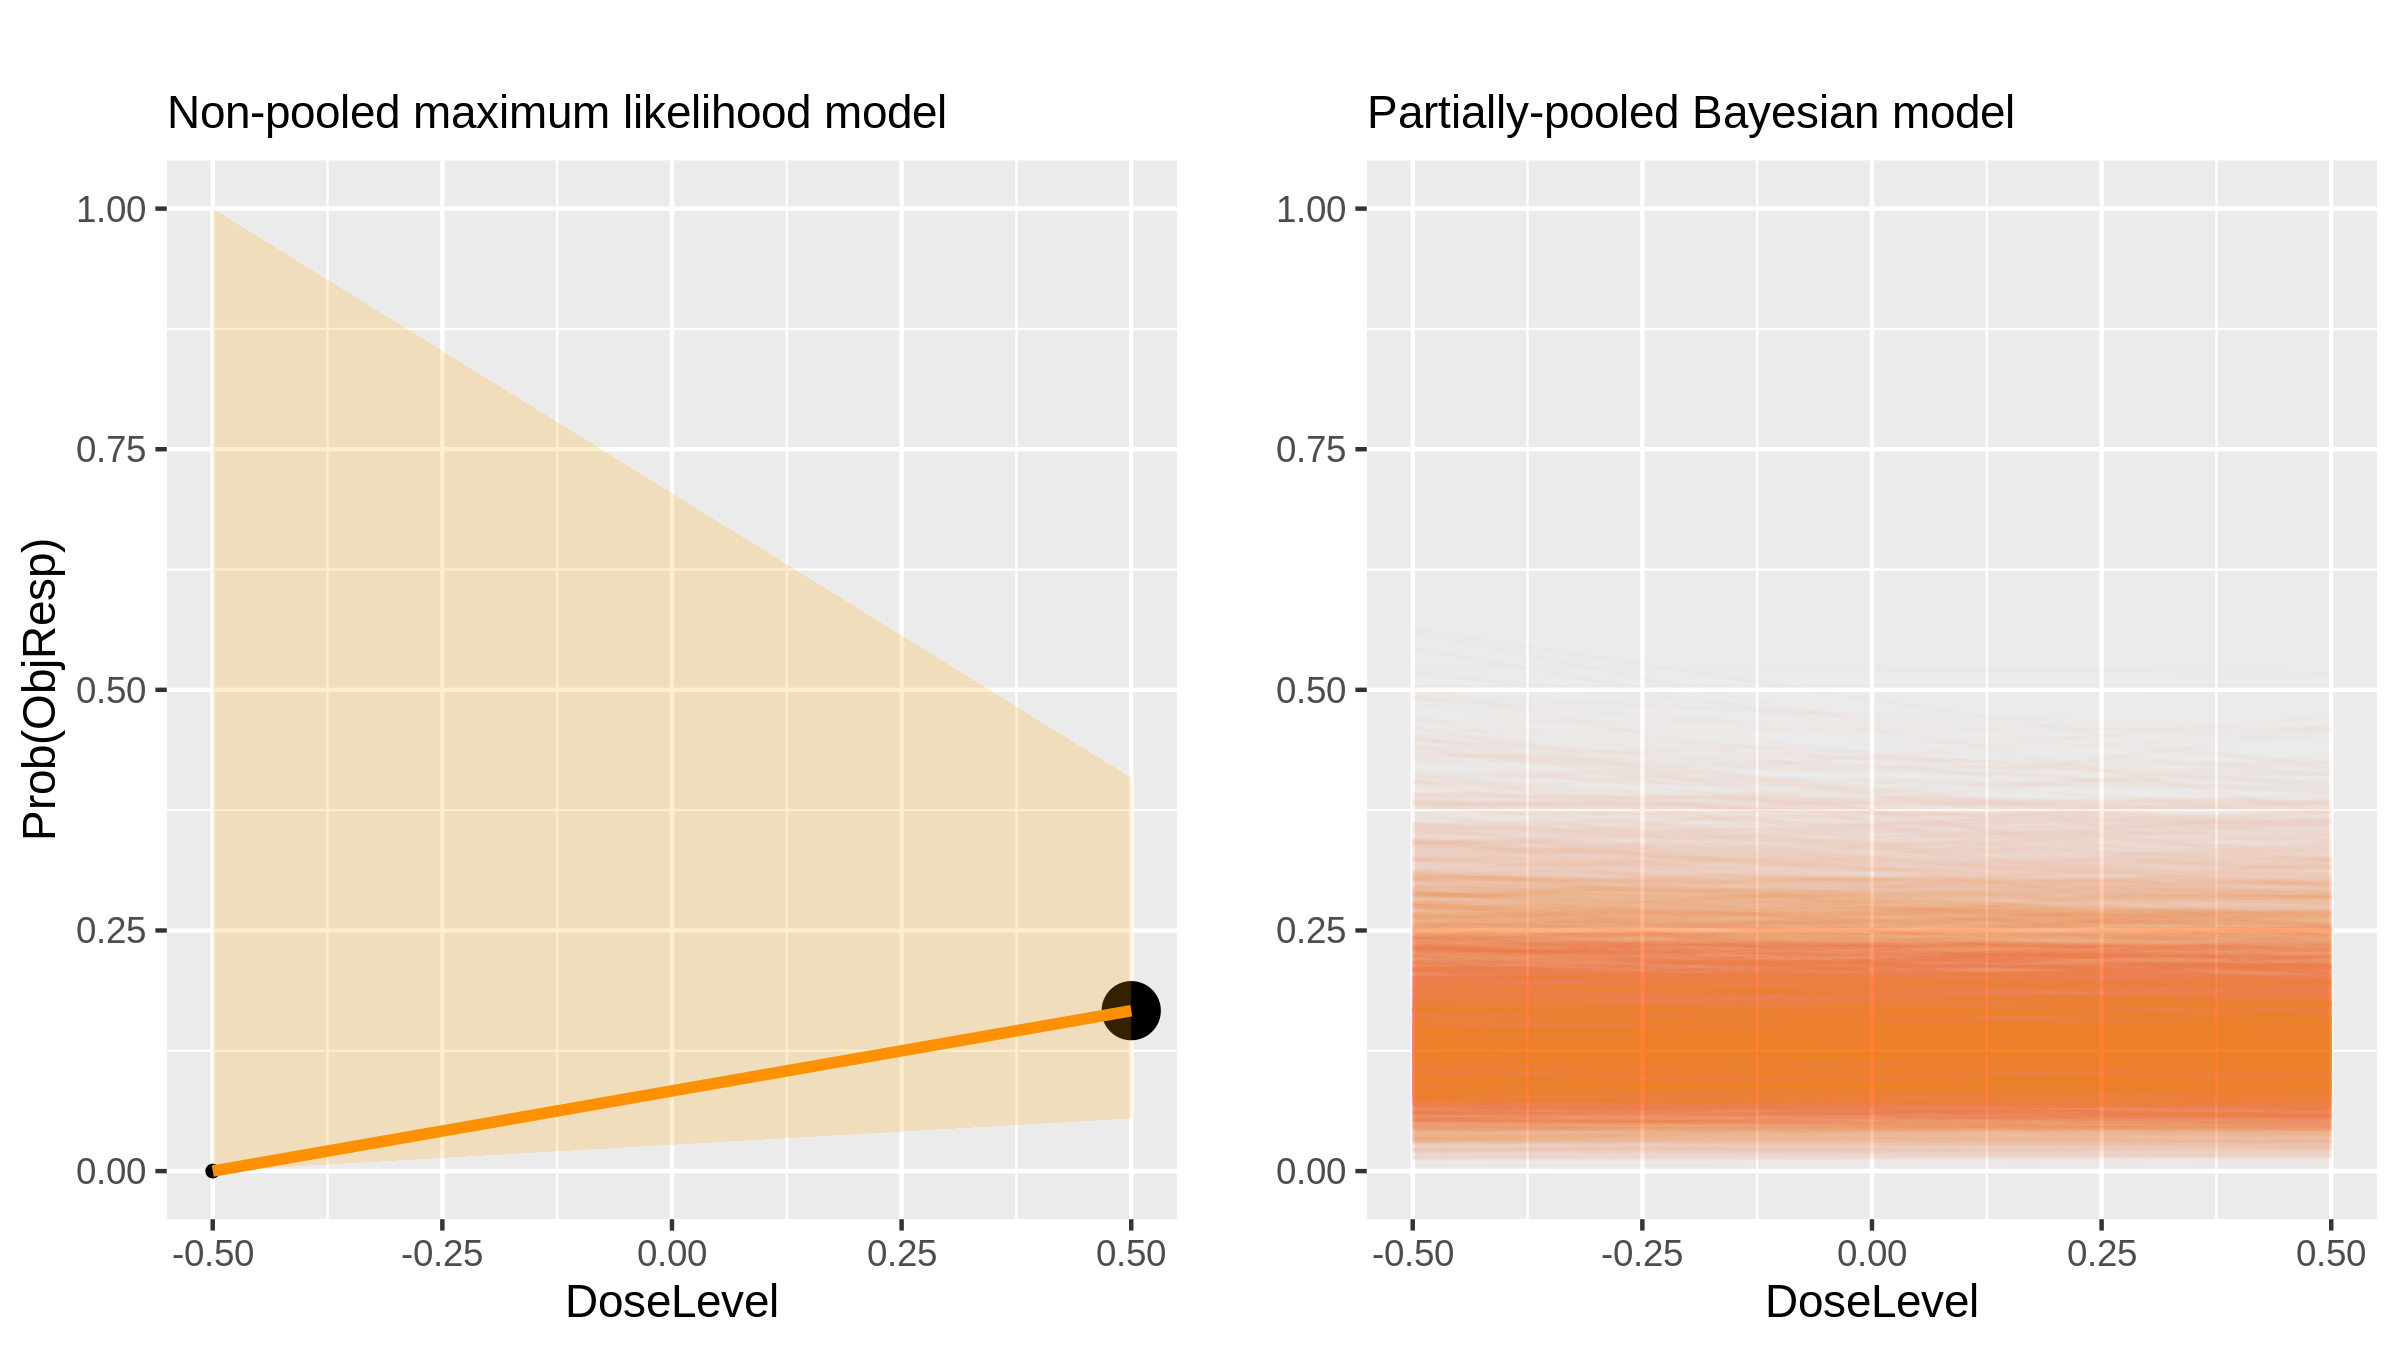 Non-pooled maximum likelihood model
Partially-pooled Bayesian model
Prob(ObjResp)
1.00
0.75
0.50
0.25
0.00
-0.50 -0.25 0.00 0.25 0.50
DoseLevel
1.00
0.75
0.50
0.25
0.00
-0.50 -0.25 0.00 0.25 0.50
DoseLevel